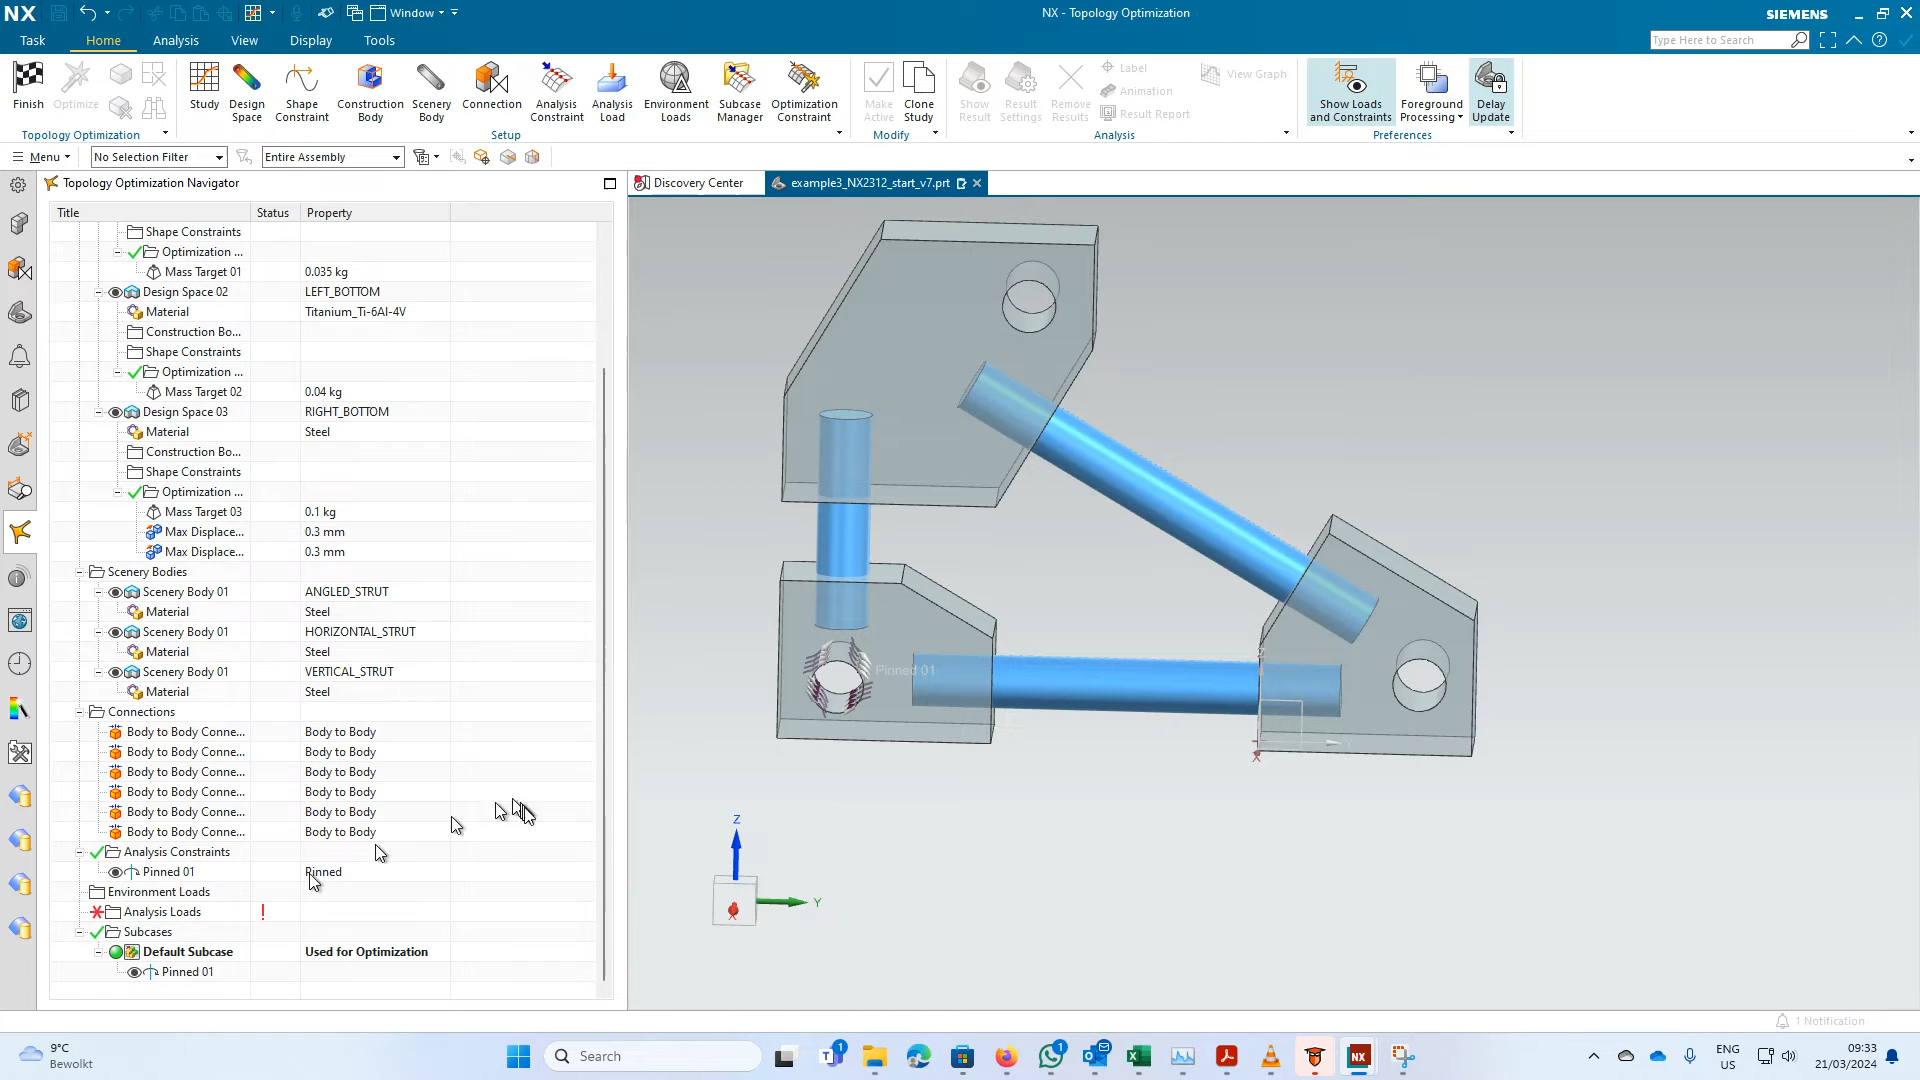 NX
Window
NX - Topology Optimization
SIEMENS
Task
Home
Analysis
View
Display
Tools
Type Here to Search
Finish
Optimize
Topology Optimization
Study
Design Space
Shape Constraint
Construction Body
Scenery Body
Connection
Analysis Constraint
Analysis Load
Environment Loads
Subcase Manager
Optimization Constraint
Setup
Make Active
Clone Study
Modify
Show Result
Result Settings
Remove Results
Label
Animation
Result Report
View Graph
Analysis
Show Loads and Constraints
Foreground Processing
Delay Update
Preferences
Menu
No Selection Filter
Entire Assembly
Topology Optimization Navigator
Discovery Center
example3_NX2312_start_v7.prt
Title Status Property
Shape Constraints
Optimization ...
Mass Target 01 0.035 kg
Design Space 02 LEFT_BOTTOM
Material Titanium_Ti-6Al-4V
Construction Bo...
Shape Constraints
Optimization ...
Mass Target 02 0.04 kg
Design Space 03 RIGHT_BOTTOM
Material Steel
Construction Bo...
Shape Constraints
Optimization ...
Mass Target 03 0.1 kg
Max Displace... 0.3 mm
Max Displace... 0.3 mm
Scenery Bodies
Scenery Body 01 ANGLED_STRUT
Material Steel
Scenery Body 01 HORIZONTAL_STRUT
Material Steel
Scenery Body 01 VERTICAL_STRUT
Material Steel
Connections
Body to Body Conne... Body to Body
Body to Body Conne... Body to Body
Body to Body Conne... Body to Body
Body to Body Conne... Body to Body
Body to Body Conne... Body to Body
Body to Body Conne... Body to Body
Analysis Constraints
Pinned 01 Pinned
Environment Loads
Analysis Loads
Subcases
Default Subcase Used for Optimization
Pinned 01
Pinned 01
Z
Y
X
1 Notification
9°C
Bewolkt
Search
1
1
ENG
US
09:33
21/03/2024